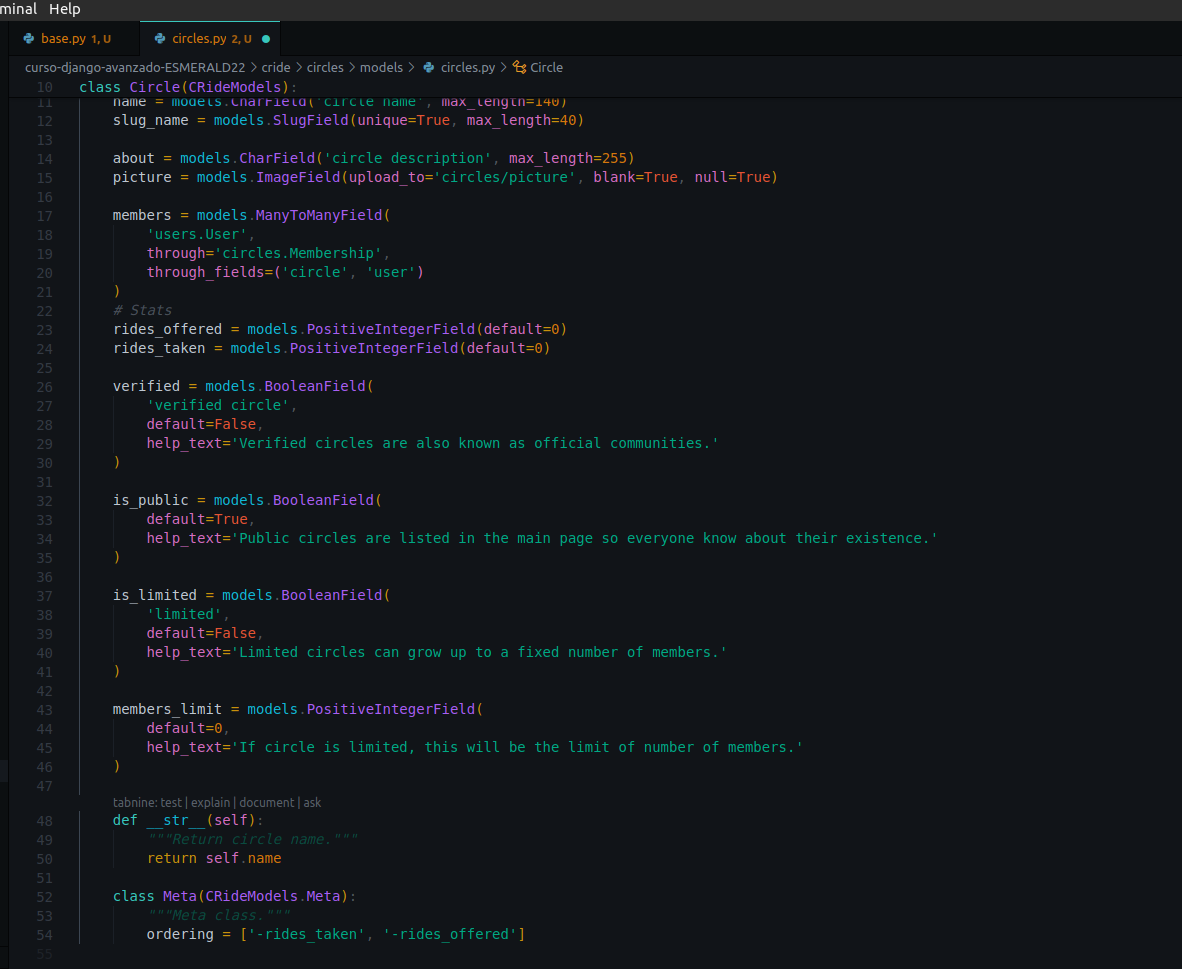 minal Help
base.py 1, U circles.py 2, U
curso-django-avanzado-ESMERALD22 > cride > circles > models > circles.py > Circle
10 class Circle(CRideModels):
11 name = models.CharField('circle name', max_length=140)
12 slug_name = models.SlugField(unique=True, max_length=40)
13
14 about = models.CharField('circle description', max_length=255)
15 picture = models.ImageField(upload_to='circles/picture', blank=True, null=True)
16
17 members = models.ManyToManyField(
18 'users.User',
19 through='circles.Membership',
20 through_fields=('circle', 'user')
21 )
22 # Stats
23 rides_offered = models.PositiveIntegerField(default=0)
24 rides_taken = models.PositiveIntegerField(default=0)
25
26 verified = models.BooleanField(
27 'verified circle',
28 default=False,
29 help_text='Verified circles are also known as official communities.'
30 )
31
32 is_public = models.BooleanField(
33 default=True,
34 help_text='Public circles are listed in the main page so everyone know about their existence.'
35 )
36
37 is_limited = models.BooleanField(
38 'limited',
39 default=False,
40 help_text='Limited circles can grow up to a fixed number of members.'
41 )
42
43 members_limit = models.PositiveIntegerField(
44 default=0,
45 help_text='If circle is limited, this will be the limit of number of members.'
46 )
47
tabnine: test | explain | document | ask
48 def __str__(self):
49 """Return circle name."""
50 return self.name
51
52 class Meta(CRideModels.Meta):
53 """Meta class."""
54 ordering = ['-rides_taken', '-rides_offered']
55